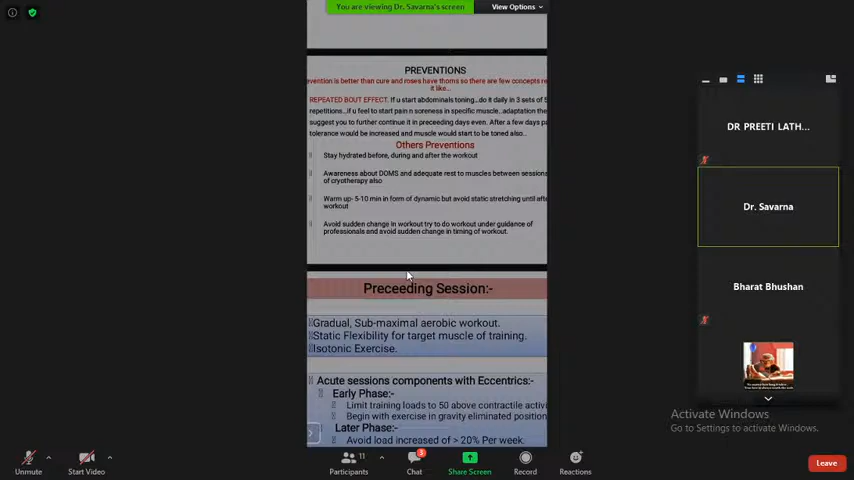 You are viewing Dr. Savarna's screen
View Options
PREVENTIONS
evention is better than cure and roses have thorns so there are few concepts re
it like...
REPEATED BOUT EFFECT. If u start abdominals toning...do it daily in 3 sets of 5
repetitions...if u feel to start pain n soreness in specific muscle...adaptation the
suggest you to further continue it in preceeding days even. After a few days pa
tolerance would be increased and muscle would start to be toned also..
Others Preventions
Stay hydrated before, during and after the workout
Awareness about DOMS and adequate rest to muscles between sessions
of cryotherapy also
Warm up- 5-10 min in form of dynamic but avoid static stretching until afte
workout
Avoid sudden change in workout try to do workout under guidance of
professionals and avoid sudden change in timing of workout.
Preceeding Session:-
Gradual, Sub-maximal aerobic workout.
Static Flexibility for target muscle of training.
Isotonic Exercise.
Acute sessions components with Eccentrics:-
Early Phase:-
Limit training loads to 50 above contractile activi
Begin with exercise in gravity eliminated position
Later Phase:-
Avoid load increased of > 20% Per week.
DR PREETI LATH...
Dr. Savarna
Bharat Bhushan
Activate Windows
Go to Settings to activate Windows.
Unmute
Start Video
11
Participants
3
Chat
Share Screen
Record
Reactions
Leave